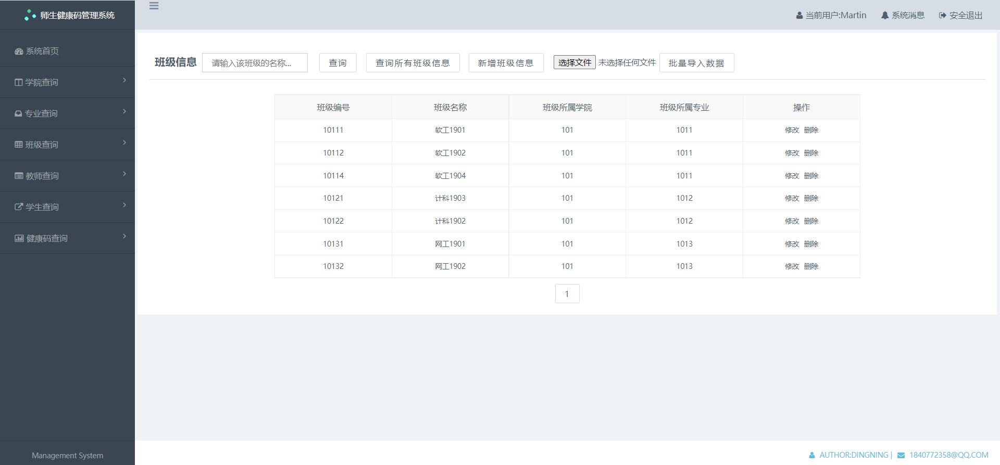 师生健康码管理系统
当前用户:Martin 系统消息 安全退出
系统首页
学院查询
专业查询
班级查询
教师查询
学生查询
健康码查询
Management System
班级信息 请输入该班级的名称... 查询 查询所有班级信息 新增班级信息 选择文件 未选择任何文件 批量导入数据
班级编号 班级名称 班级所属学院 班级所属专业 操作
10111 软工1901 101 1011 修改 删除
10112 软工1902 101 1011 修改 删除
10114 软工1904 101 1011 修改 删除
10121 计科1903 101 1012 修改 删除
10122 计科1902 101 1012 修改 删除
10131 网工1901 101 1013 修改 删除
10132 网工1902 101 1013 修改 删除
1
AUTHOR:DINGNING | 1840772358@QQ.COM